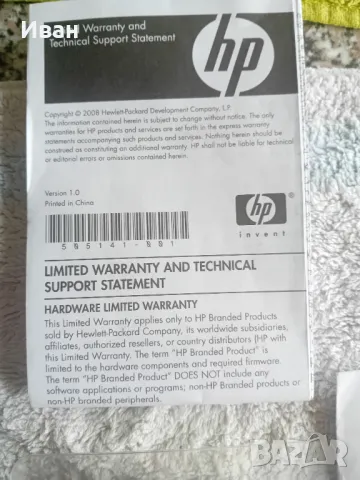 Иван
Warranty and
Technical Support Statement
hp
Copyright © 2008 Hewlett-Packard Development Company, L.P.
The information contained herein is subject to change without notice. The only
warranties for HP products and services are set forth in the express warranty
statements accompanying such products and services. Nothing herein should be
construed as constituting an additional warranty. HP shall not be liable for technical
or editorial errors or omissions contained herein.
Version 1.0
Printed in China
505141-001
hp
invent
LIMITED WARRANTY AND TECHNICAL
SUPPORT STATEMENT
HARDWARE LIMITED WARRANTY
This Limited Warranty applies only to HP Branded Products
sold by Hewlett-Packard Company, its worldwide subsidiaries,
affiliates, authorized resellers, or country distributors (HP with
this Limited Warranty). The term "HP Branded Product" is
limited to the hardware components and required firmware.
The term "HP Branded Product" DOES NOT include any
software applications or programs; non-HP products or
non-HP branded peripherals.
BAZAR